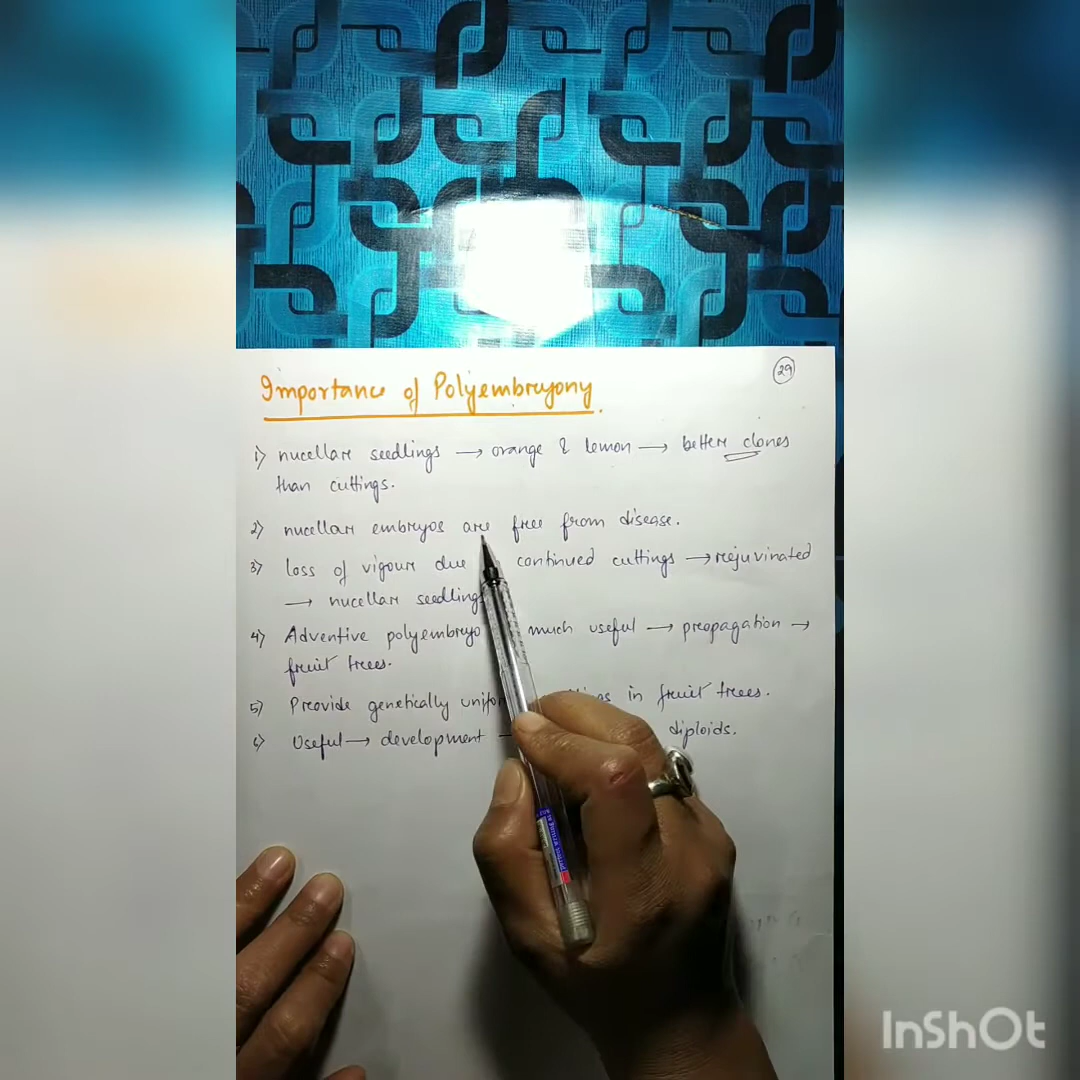 Importance of Polyembryony.
29
1) nucellar seedlings → orange & lemon → better clones
than cuttings.
2) nucellar embryos are free from disease.
3) loss of vigour due continued cuttings → rejuvinated
→ nucellar seedlings
4) Adventive much useful → propagation →
fruit trees.
5) Provide genetically in fruit trees.
6) Useful → development → diploids.
InShOt